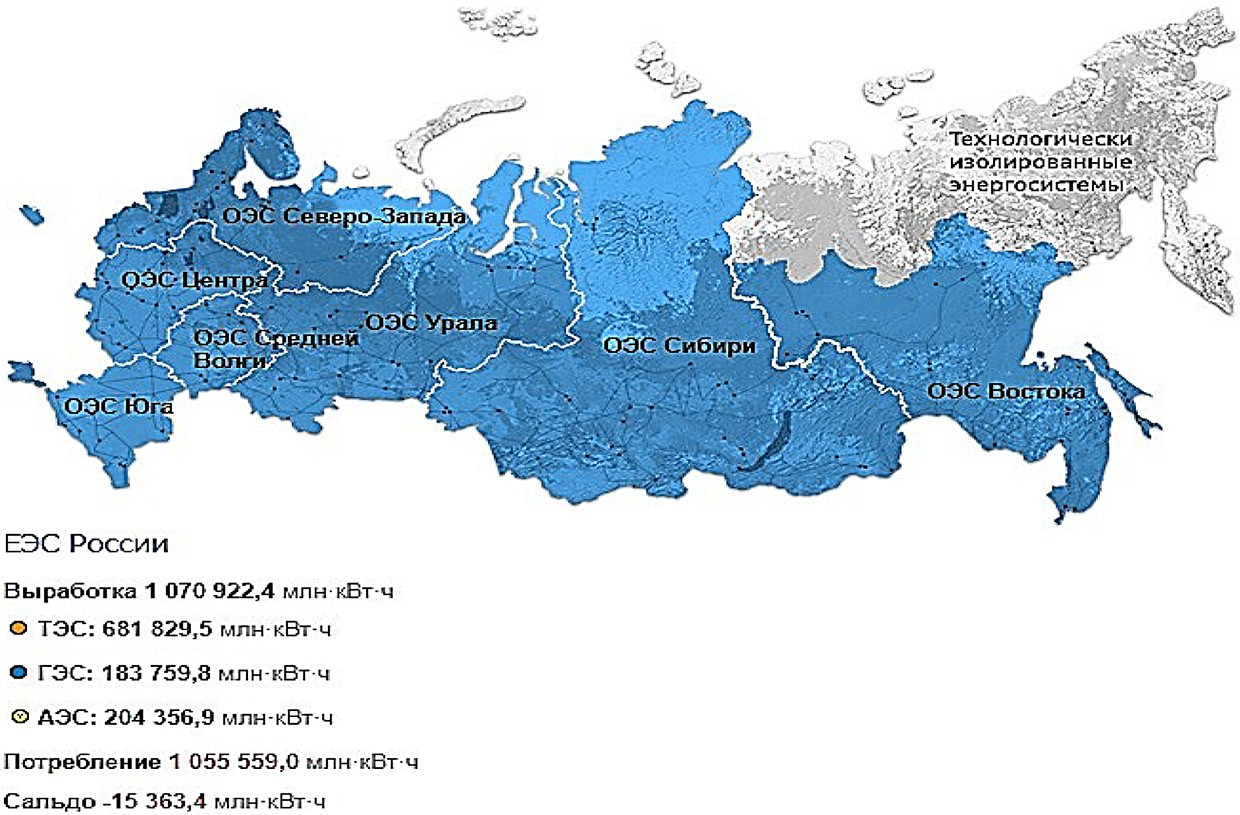 Технологически
изолированные
энергосистемы
ОЭС Северо-Запада
ОЭС Центра
ОЭС Средней
Волги
ОЭС Урала
ОЭС Сибири
ОЭС Востока
ОЭС Юга
ЕЭС России
Выработка 1 070 922,4 млн·кВт·ч
ТЭС: 681 829,5 млн·кВт·ч
ГЭС: 183 759,8 млн·кВт·ч
АЭС: 204 356,9 млн·кВт·ч
Потребление 1 055 559,0 млн·кВт·ч
Сальдо -15 363,4 млн·кВт·ч